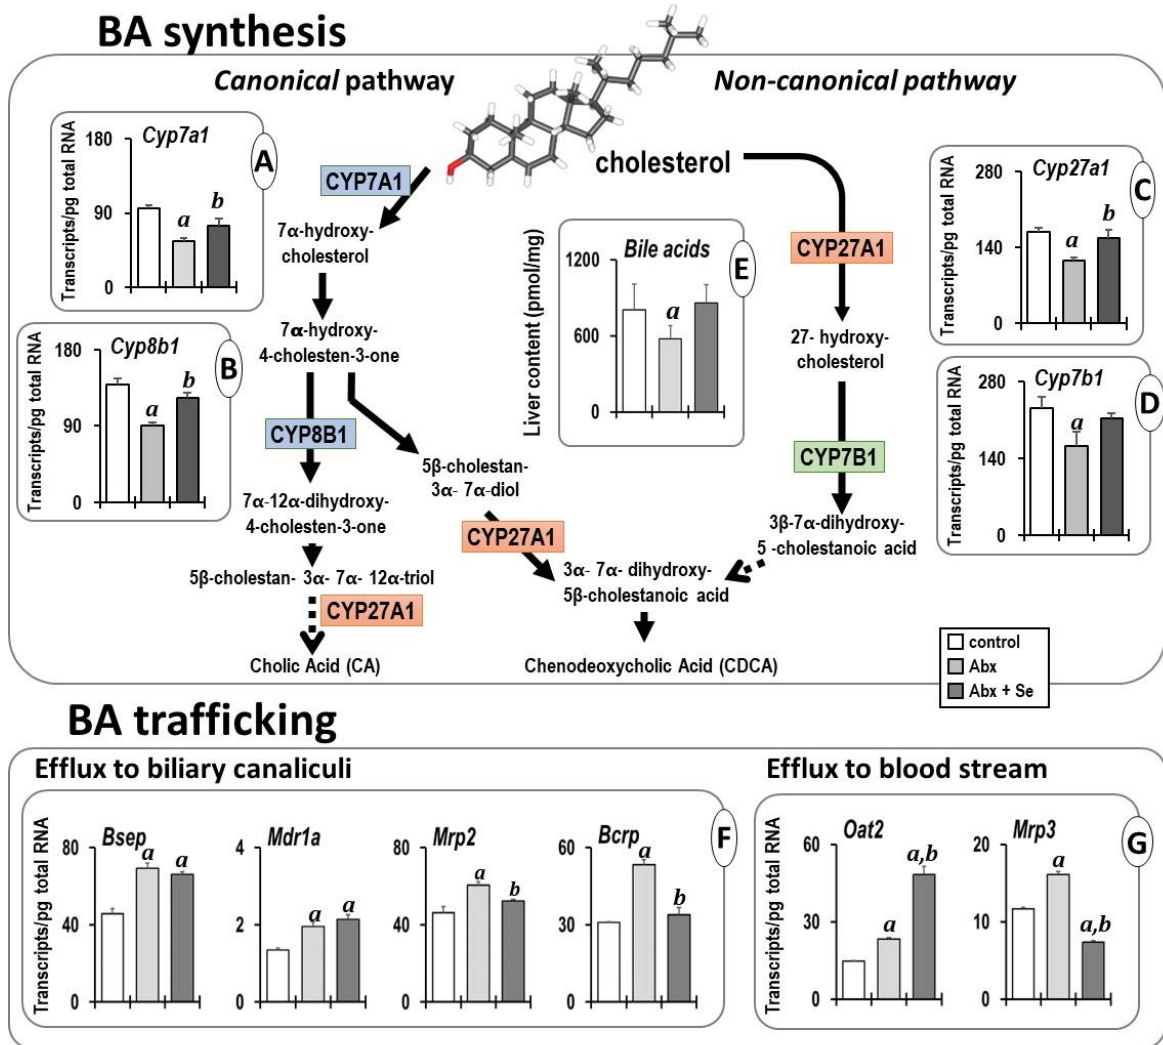 BA synthesis
Canonical pathway
Non-canonical pathway
cholesterol
Cyp7a1
A
180
90
0
Transcripts/pg total RNA
a
b
CYP7A1
7α-hydroxy-
cholesterol
7α-hydroxy-
4-cholesten-3-one
Cyp8b1
B
180
90
0
Transcripts/pg total RNA
a
b
CYP8B1
7α-12α-dihydroxy-
4-cholesten-3-one
5β-cholestan- 3α- 7α- 12α-triol
CYP27A1
Cholic Acid (CA)
5β-cholestan-
3α- 7α-diol
CYP27A1
3α- 7α- dihydroxy-
5β-cholestanoic acid
Chenodeoxycholic Acid (CDCA)
Bile acids
E
1200
600
0
Liver content (pmol/mg)
a
CYP27A1
27- hydroxy-
cholesterol
CYP7B1
3β-7α-dihydroxy-
5 -cholestanoic acid
Cyp27a1
C
280
140
0
Transcripts/pg total RNA
a
b
Cyp7b1
D
280
140
0
Transcripts/pg total RNA
a
control
Abx
Abx + Se
BA trafficking
Efflux to biliary canaliculi
F
Transcripts/pg total RNA
Bsep
80
40
0
a
a
Mdr1a
4
2
0
a
a
Mrp2
80
40
0
a
b
Bcrp
60
30
0
a
b
Efflux to blood stream
G
Transcripts/pg total RNA
Oat2
60
30
0
a
a,b
Mrp3
20
10
0
a
a,b